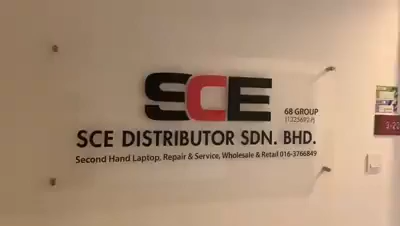 SCE
68 GROUP
SCE DISTRIBUTOR SDN. BHD.
Second Hand Laptop, Repair & Service, Wholesale & Retail 016-3766849